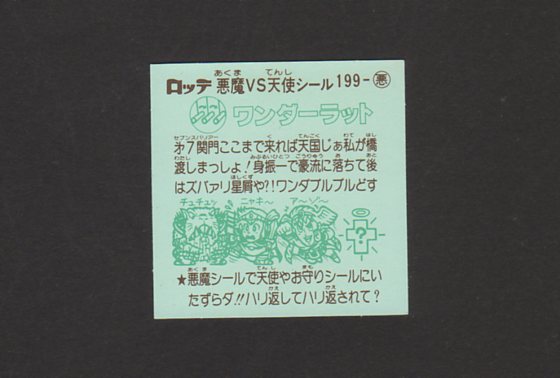 ロッテ 悪魔VS天使シール 199-悪
ワンダーラット
㐧7関門ここまで来れば天国じぁ私が橋
渡しまっしょ!身振一で豪流に落ちて後
はズバァリ星屑や?!ワンダブルブルどす
チュチュッ ニャキ〜 ア〜ゾ〜
?
★悪魔シールで天使やお守りシールにい
たずらダ!!ハリ返してハリ返されて?